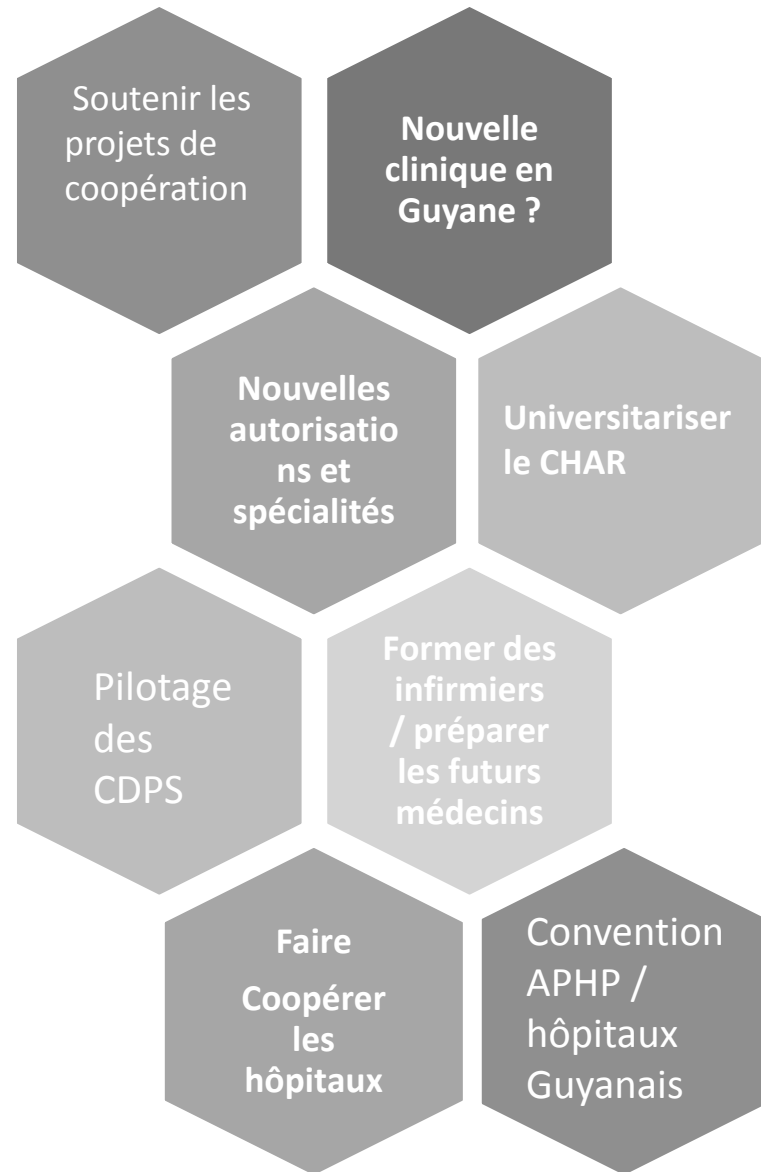 Soutenir les
projets de
coopération
Nouvelle
clinique en
Guyane ?
Nouvelles
autorisatio
ns et
spécialités
Universitariser
le CHAR
Pilotage
des
CDPS
Former des
infirmiers
/ préparer
les futurs
médecins
Faire
Coopérer
les
hôpitaux
Convention
APHP /
hôpitaux
Guyanais